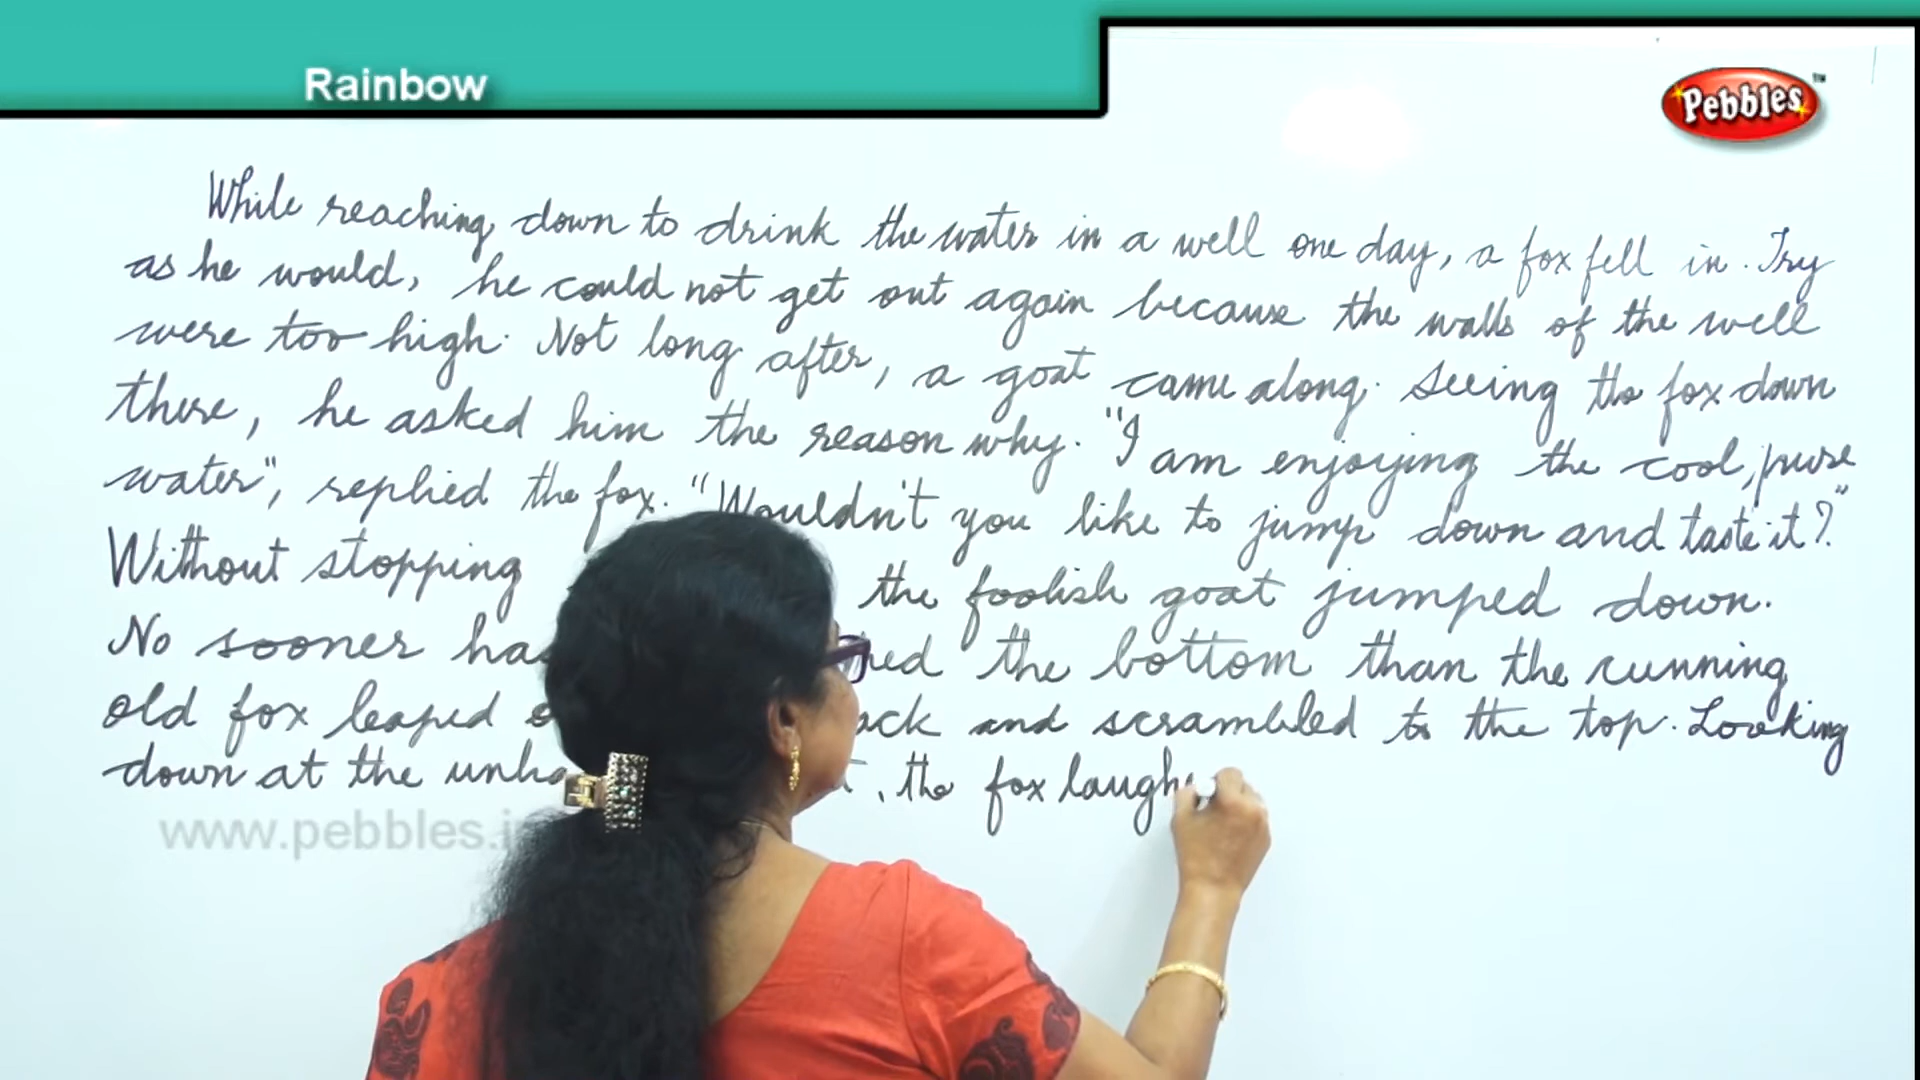 Rainbow
Pebbles
TM
While reaching down to drink the water in a well one day, a fox fell in. Try
as he would, he could not get out again because the walls of the well
were too high. Not long after, a goat came along. Seeing the fox down
there, he asked him the reason why. "I am enjoying the cool, pure
water", replied the fox. "Wouldn't you like to jump down and taste it?"
Without stopping the foolish goat jumped down.
No sooner the bottom than the cunning
old fox leaped and scrambled to the top. Looking
down at the , the fox laughe
www.pebbles.i